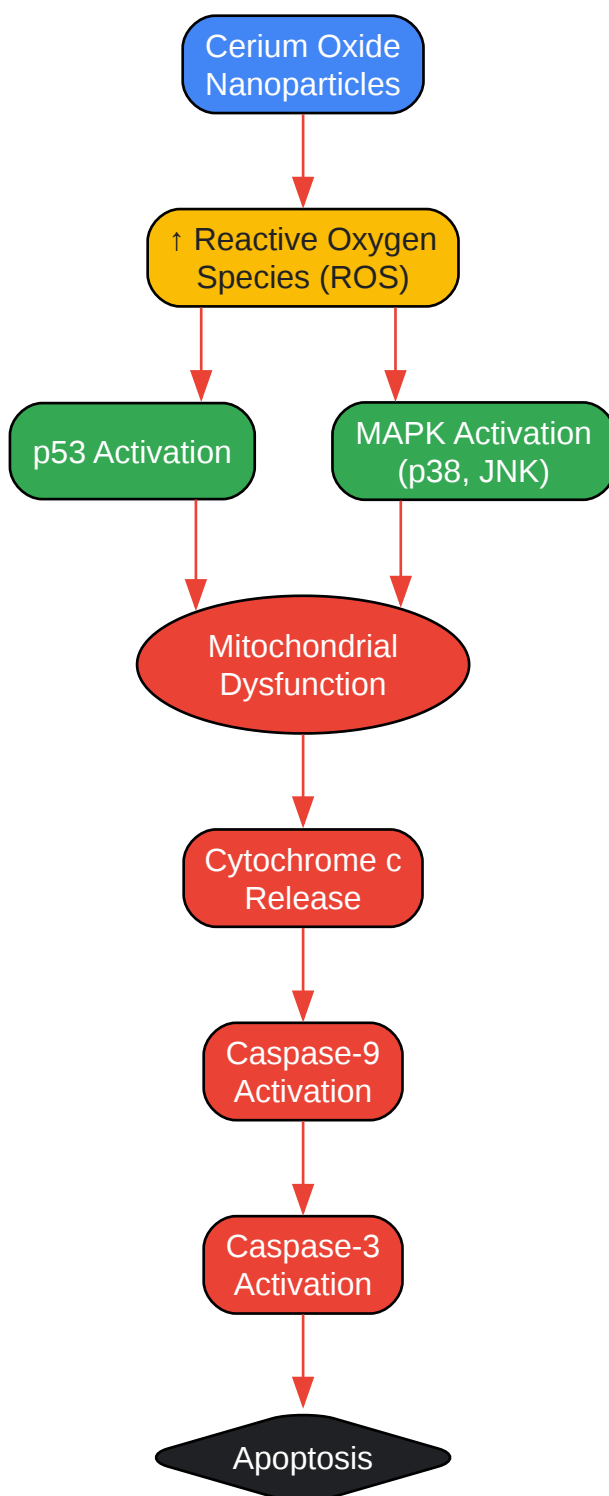 Cerium Oxide
Nanoparticles
↑ Reactive Oxygen
Species (ROS)
p53 Activation
MAPK Activation
(p38, JNK)
Mitochondrial
Dysfunction
Cytochrome c
Release
Caspase-9
Activation
Caspase-3
Activation
Apoptosis